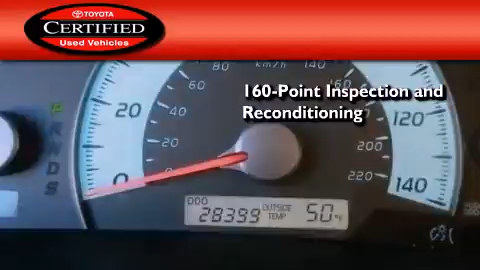 TOYOTA
CERTIFIED
Used Vehicles
160-Point Inspection and
Reconditioning
km/h
60
80
140
20
40
120
20
200
0
0
220
140
P
R
N
D
S
ODO
28399
OUTSIDE
TEMP
50°F